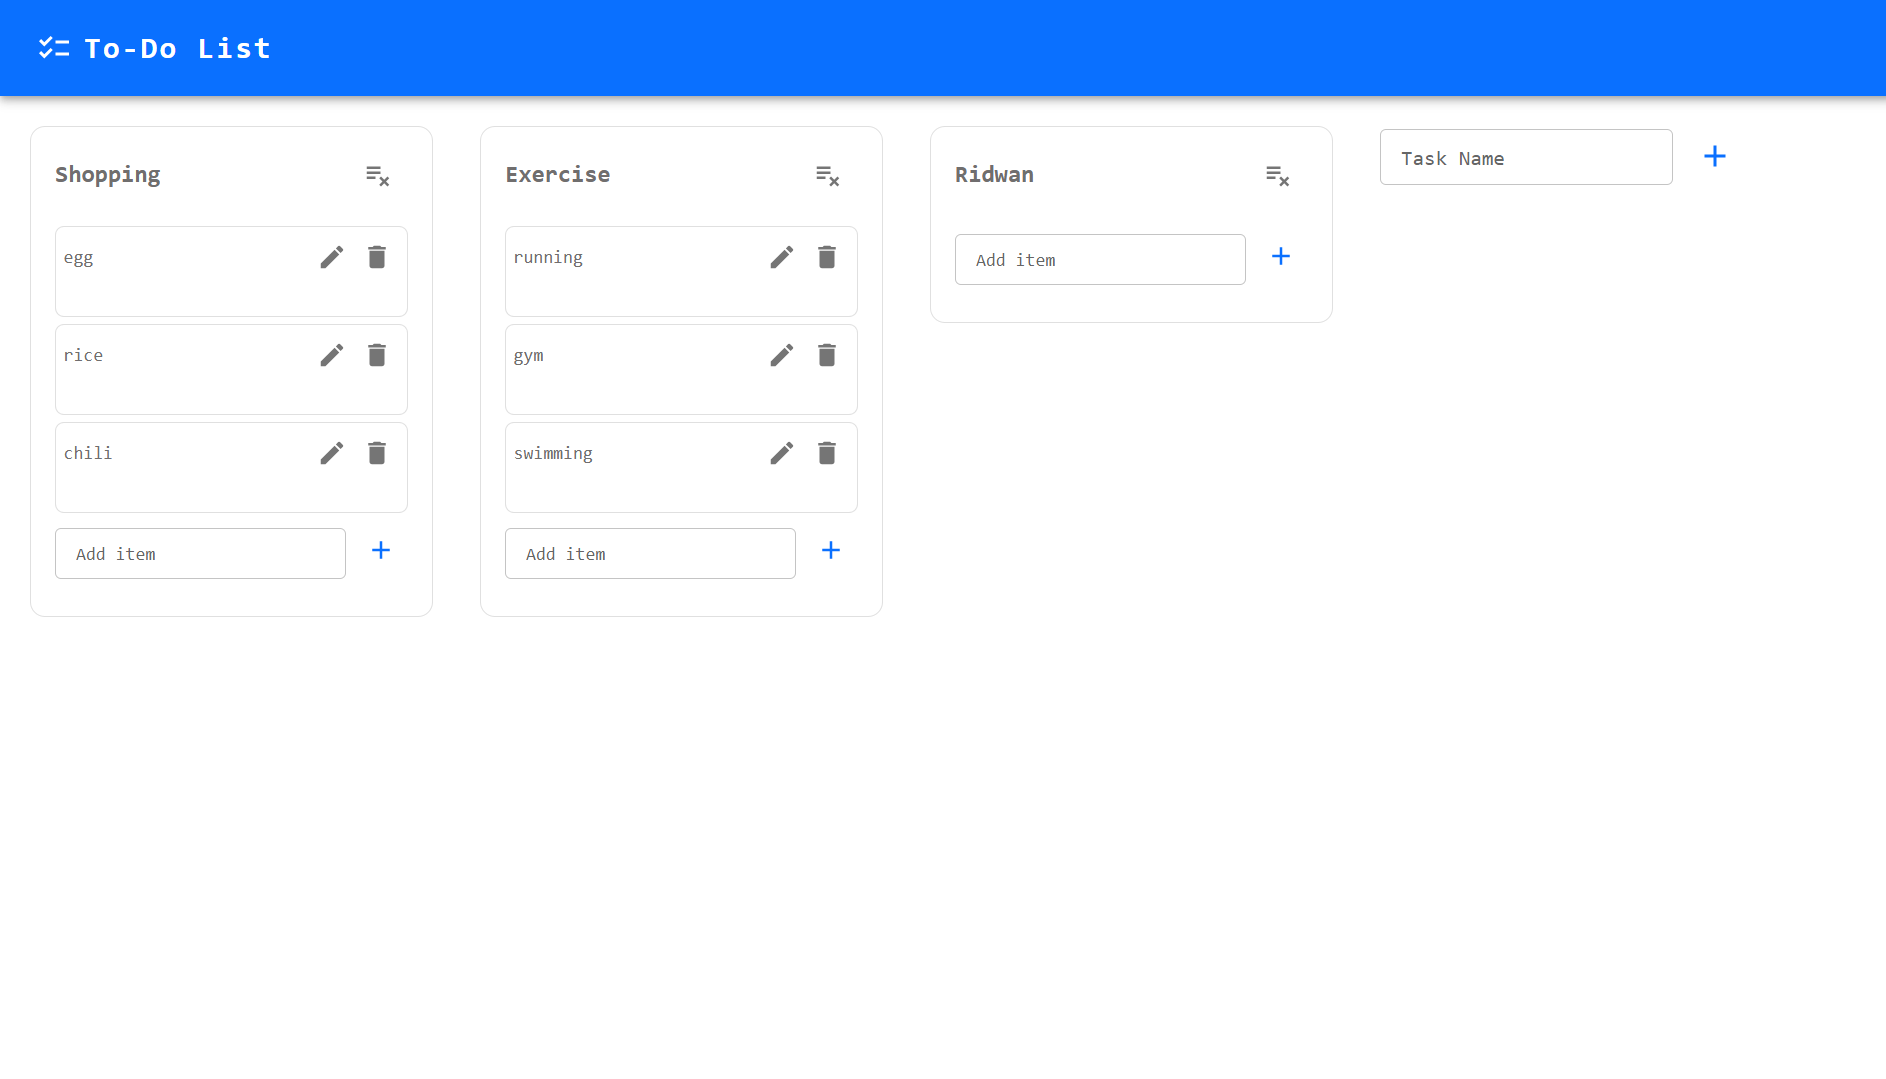 To-Do List
Shopping
egg
rice
chili
Add item
Exercise
running
gym
swimming
Add item
Ridwan
Add item
Task Name